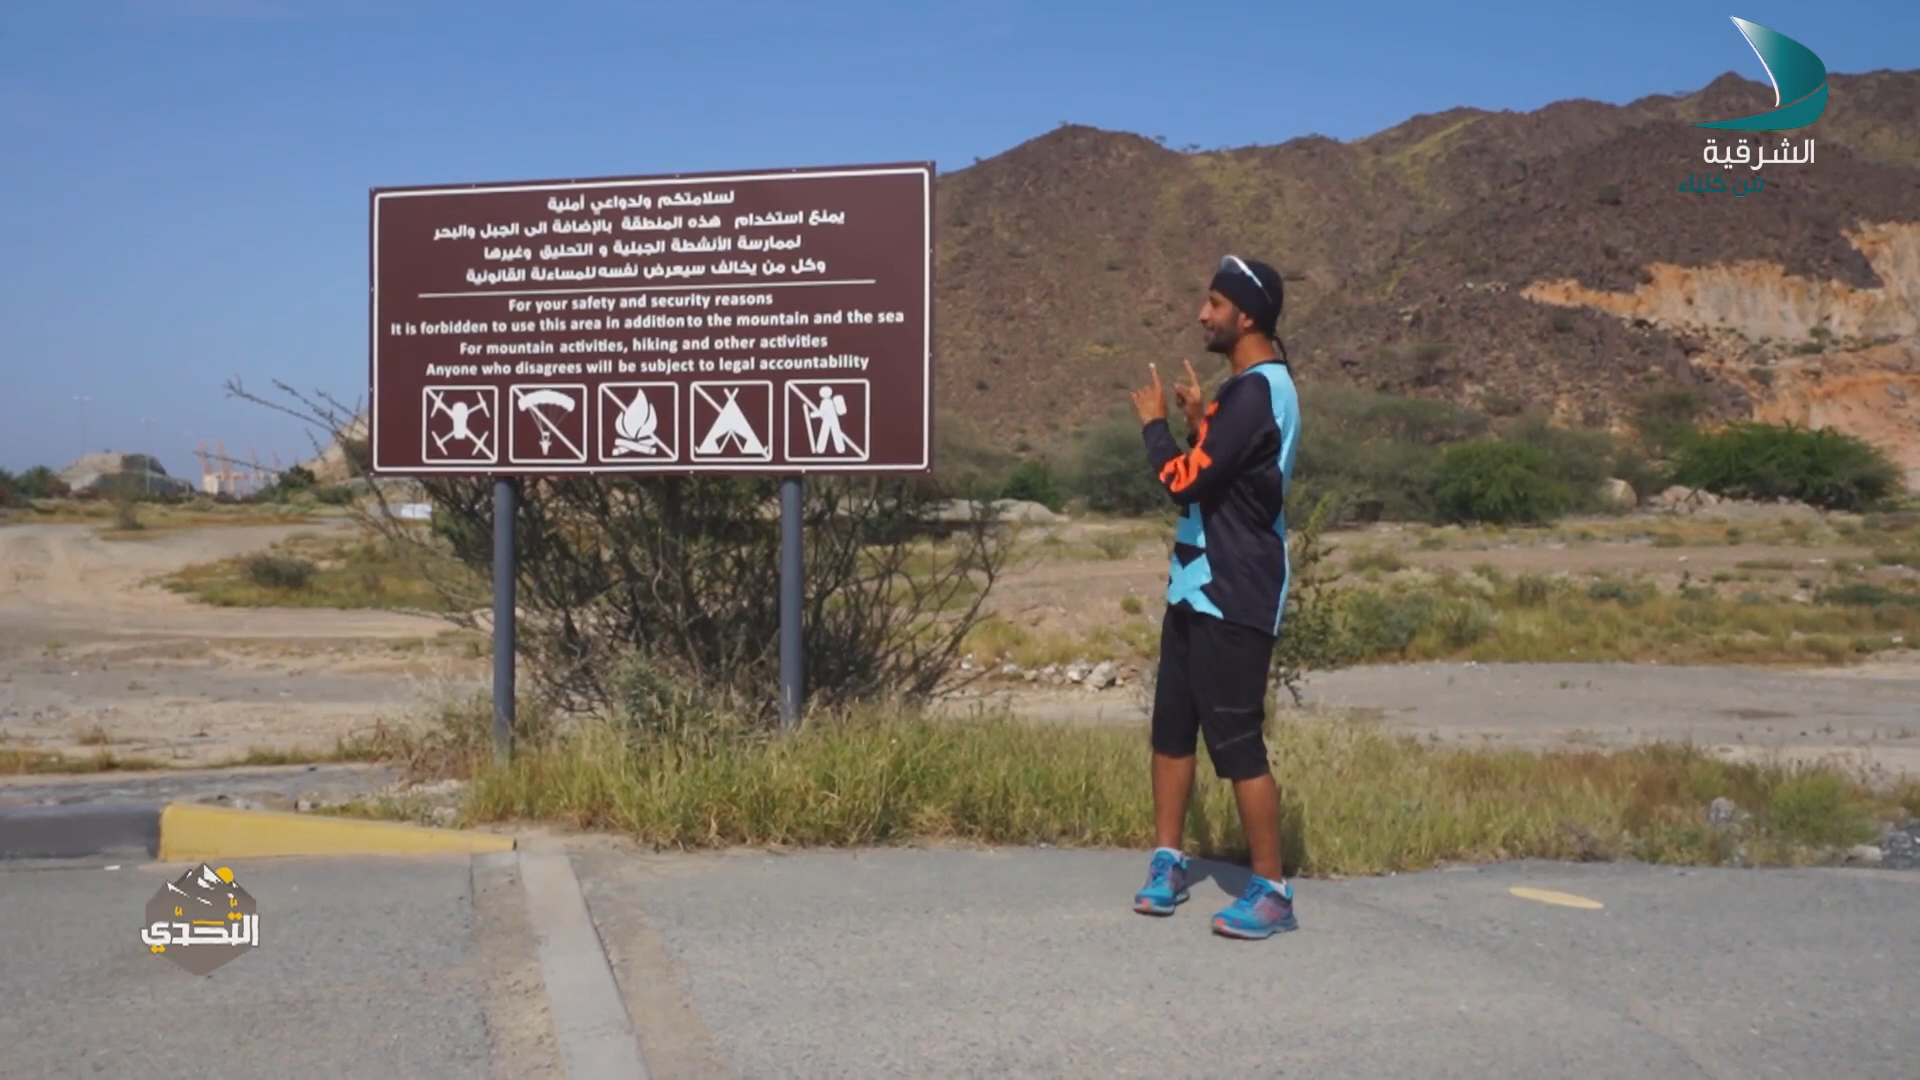 الشرقية
من كلباء
لسلامتكم ولدواعي أمنية
يمنع استخدام هذه المنطقة بالإضافة الى الجبل والبحر
لممارسة الأنشطة الجبلية و التحليق وغيرها
وكل من يخالف سيعرض نفسه للمساءلة القانونية
For your safety and security reasons
It is forbidden to use this area in addition to the mountain and the sea
For mountain activities, hiking and other activities
Anyone who disagrees will be subject to legal accountability
التحدي